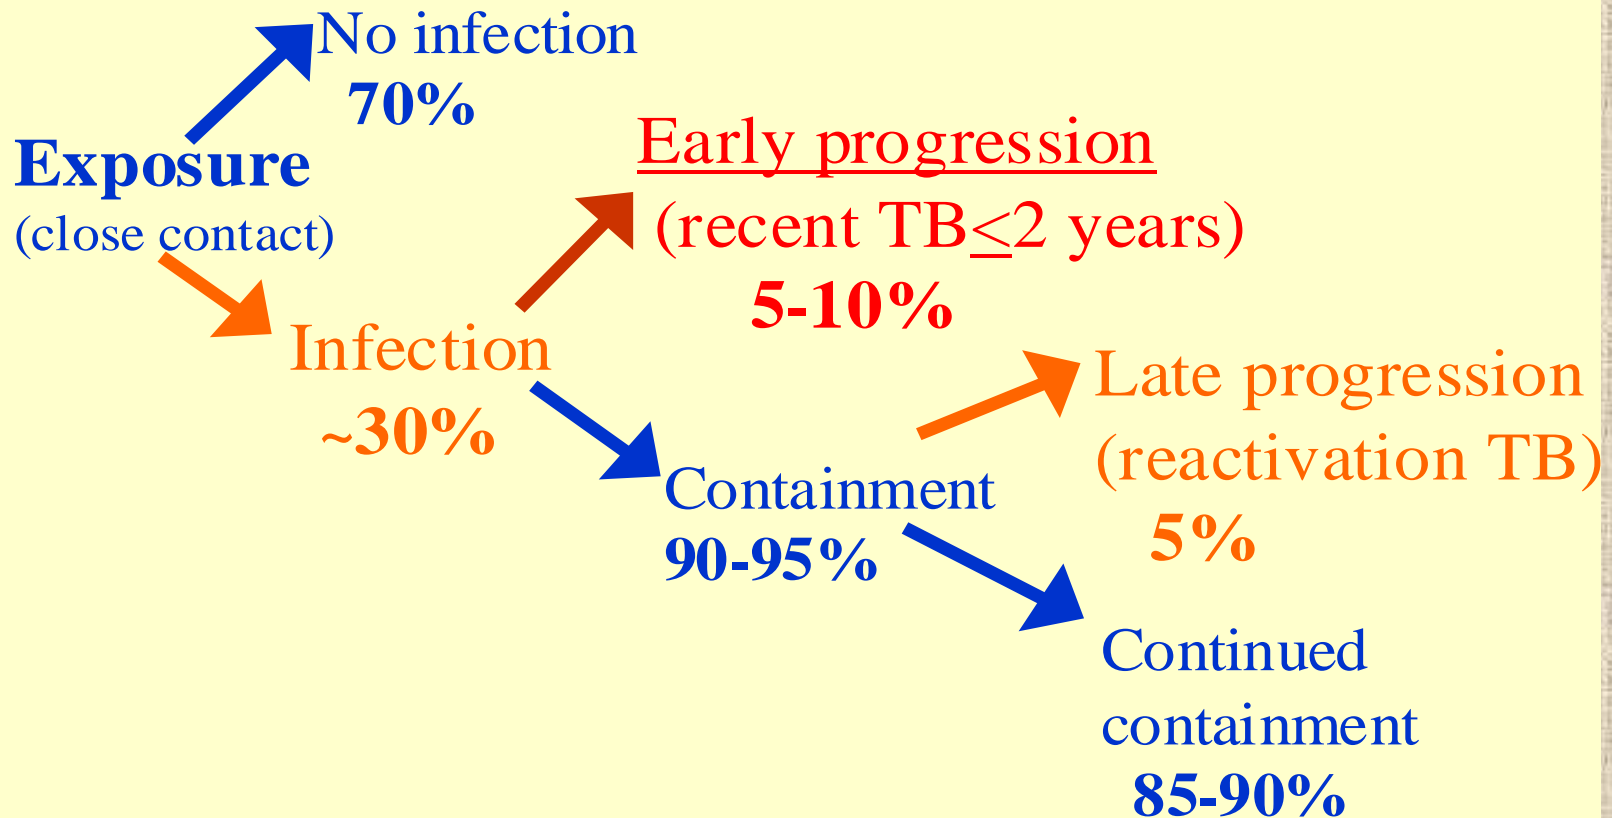 No infection
70%
Exposure
(close contact)
Early progression
(recent TB≤2 years)
5-10%
Infection
~30%
Late progression
(reactivation TB)
5%
Containment
90-95%
Continued
containment
85-90%